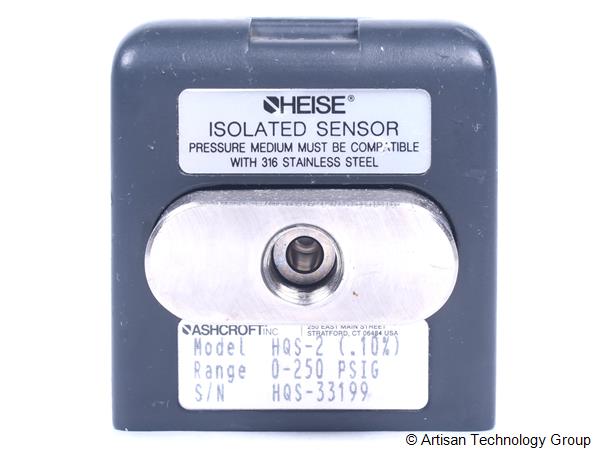 HEISE®
ISOLATED SENSOR
PRESSURE MEDIUM MUST BE COMPATIBLE
WITH 316 STAINLESS STEEL
ASHCROFT INC
250 EAST MAIN STREET
STRATFORD, CT 06484 USA
Model HQS-2 (.10%)
Range 0-250 PSIG
S/N HQS-33199
© Artisan Technology Group